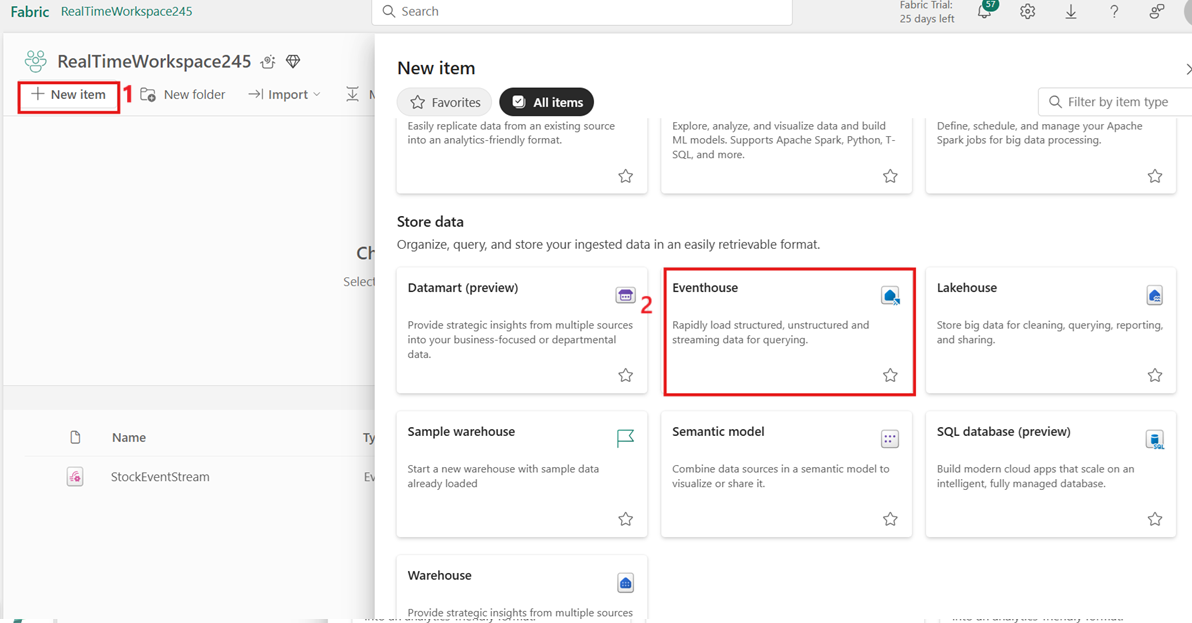 Fabric RealTimeWorkspace245
Search
Fabric Trial:
25 days left
57
RealTimeWorkspace245
New item
1
New folder
Import
M
Ch
Select
Name
Ty
StockEventStream
Ev
New item
Favorites
All items
Filter by item type
Easily replicate data from an existing source
into an analytics-friendly format.
Explore, analyze, and visualize data and build
ML models. Supports Apache Spark, Python, T-
SQL, and more.
Define, schedule, and manage your Apache
Spark jobs for big data processing.
Store data
Organize, query, and store your ingested data in an easily retrievable format.
Datamart (preview)
Provide strategic insights from multiple sources
into your business-focused or departmental
data.
2
Eventhouse
Rapidly load structured, unstructured and
streaming data for querying.
Lakehouse
Store big data for cleaning, querying, reporting,
and sharing.
Sample warehouse
Start a new warehouse with sample data
already loaded
Semantic model
Combine data sources in a semantic model to
visualize or share it.
SQL database (preview)
SQL
Build modern cloud apps that scale on an
intelligent, fully managed database.
Warehouse
Provide strategic insights from multiple sources